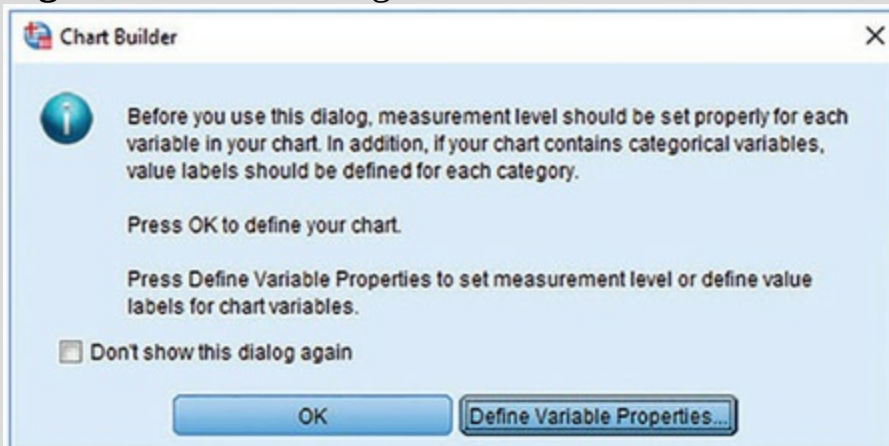 Chart Builder
Before you use this dialog, measurement level should be set properly for each
variable in your chart. In addition, if your chart contains categorical variables,
value labels should be defined for each category.
Press OK to define your chart.
Press Define Variable Properties to set measurement level or define value
labels for chart variables.
Don't show this dialog again
OK
Define Variable Properties...